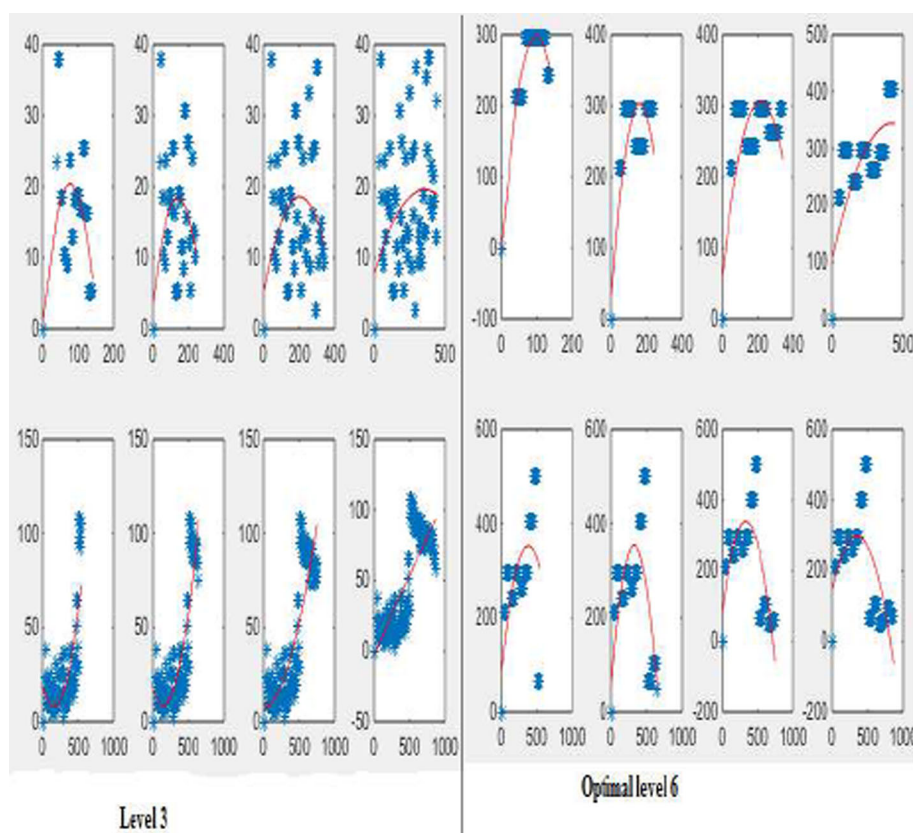 40 40 40 40
30 30 30 30
20 20 20 20
10 10 10 10
0 0 0 0
0 100 200 0 200 400 0 200 400 0 500
300 400 400 500
200 300 300 400
100 200 200 300
0 100 100 200
-100 0 0 100
0
0 100 200 0 200 400 0 200 400 0 500
150 150 150 150
100 100 100 100
50 50 50 50
0 0 0 0
-50
0 500 1000 0 500 1000 0 500 1000 0 500 1000
600 600 600 600
400 400 400 400
200 200 200 200
0 0 0 0
-200 -200
0 500 1000 0 500 1000 0 500 1000 0 500 1000
Level 3
Optimal level 6